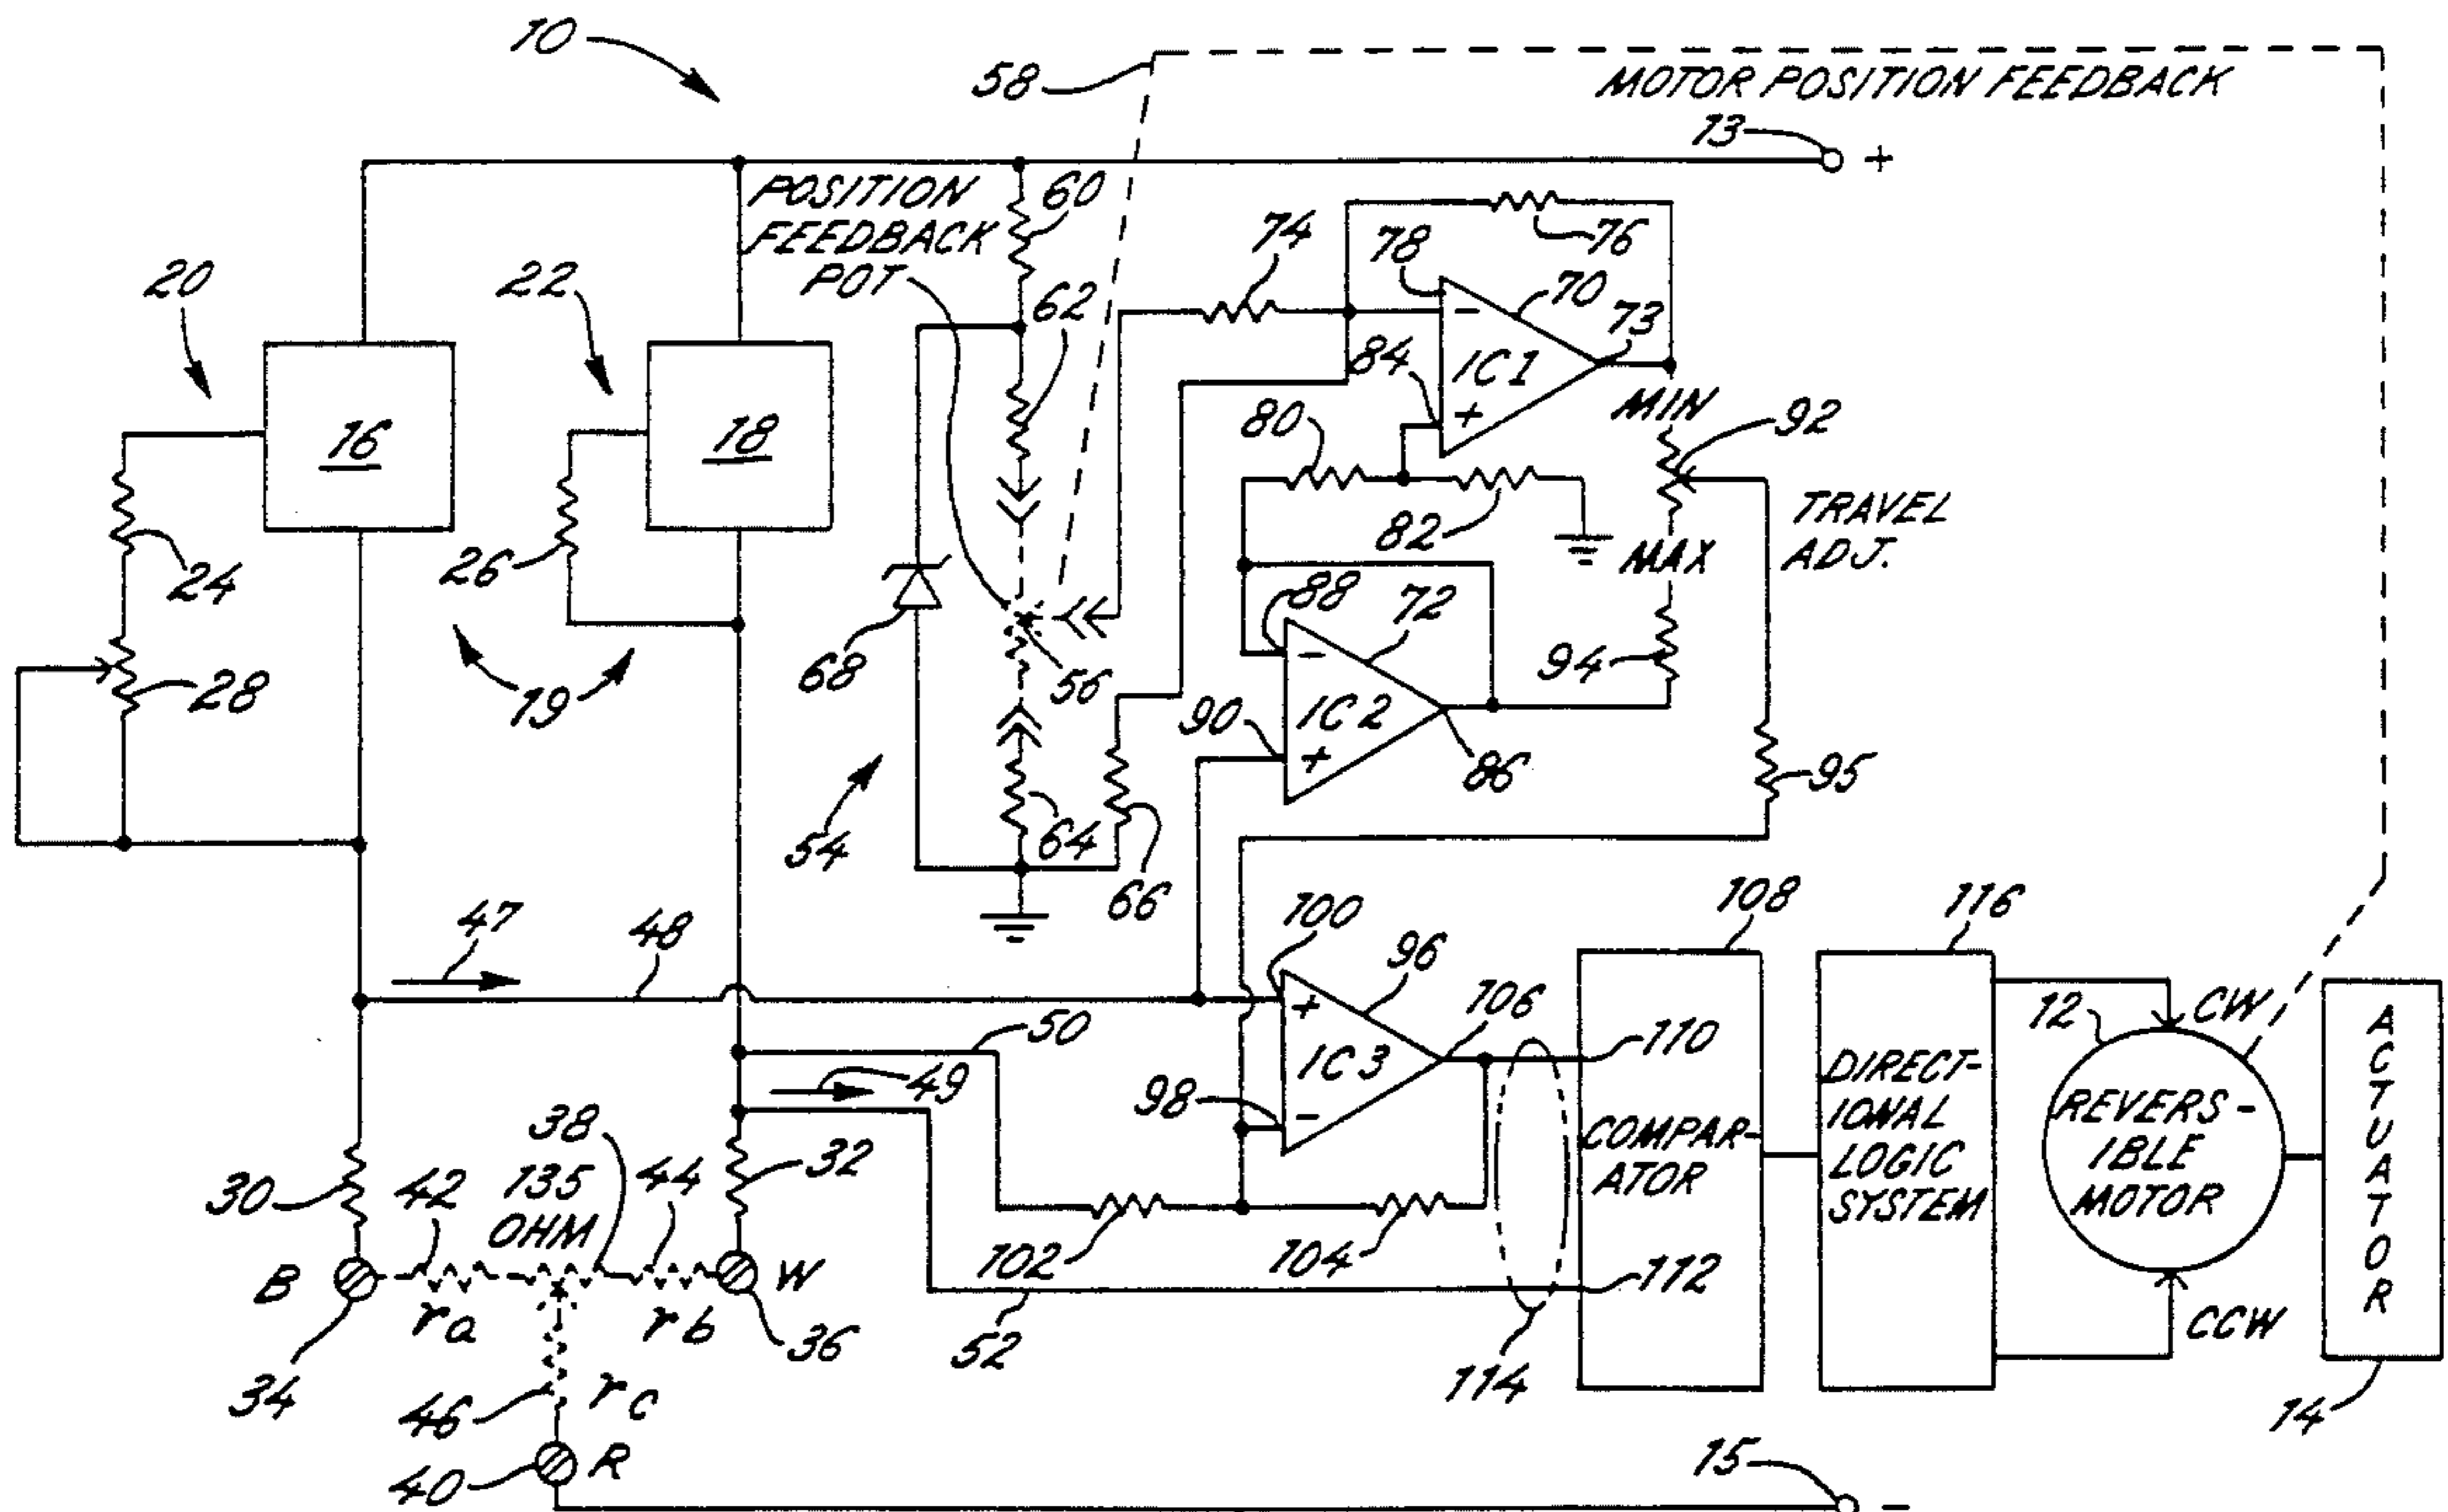 10
58
MOTOR POSITION FEEDBACK
13
+
POSITION
FEEDBACK
POT
60
74
76
78
70
73
20
22
62
84
IC1
-
+
MIN
92
16
18
80
82
TRAVEL
ADJ.
MAX
24
26
88
72
94
28
19
68
56
90
IC2
-
+
86
95
54
64
66
47
48
100
96
106
108
116
+
IC3
-
110
12
CW
50
49
98
38
COMPAR-
ATOR
DIRECT-
IONAL
LOGIC
SYSTEM
REVERS-
IBLE
MOTOR
ACTUATOR
30
42
135
OHM
44
32
102
104
112
B
W
ra
rb
34
36
52
114
CCW
46
rc
14
40
R
15
-